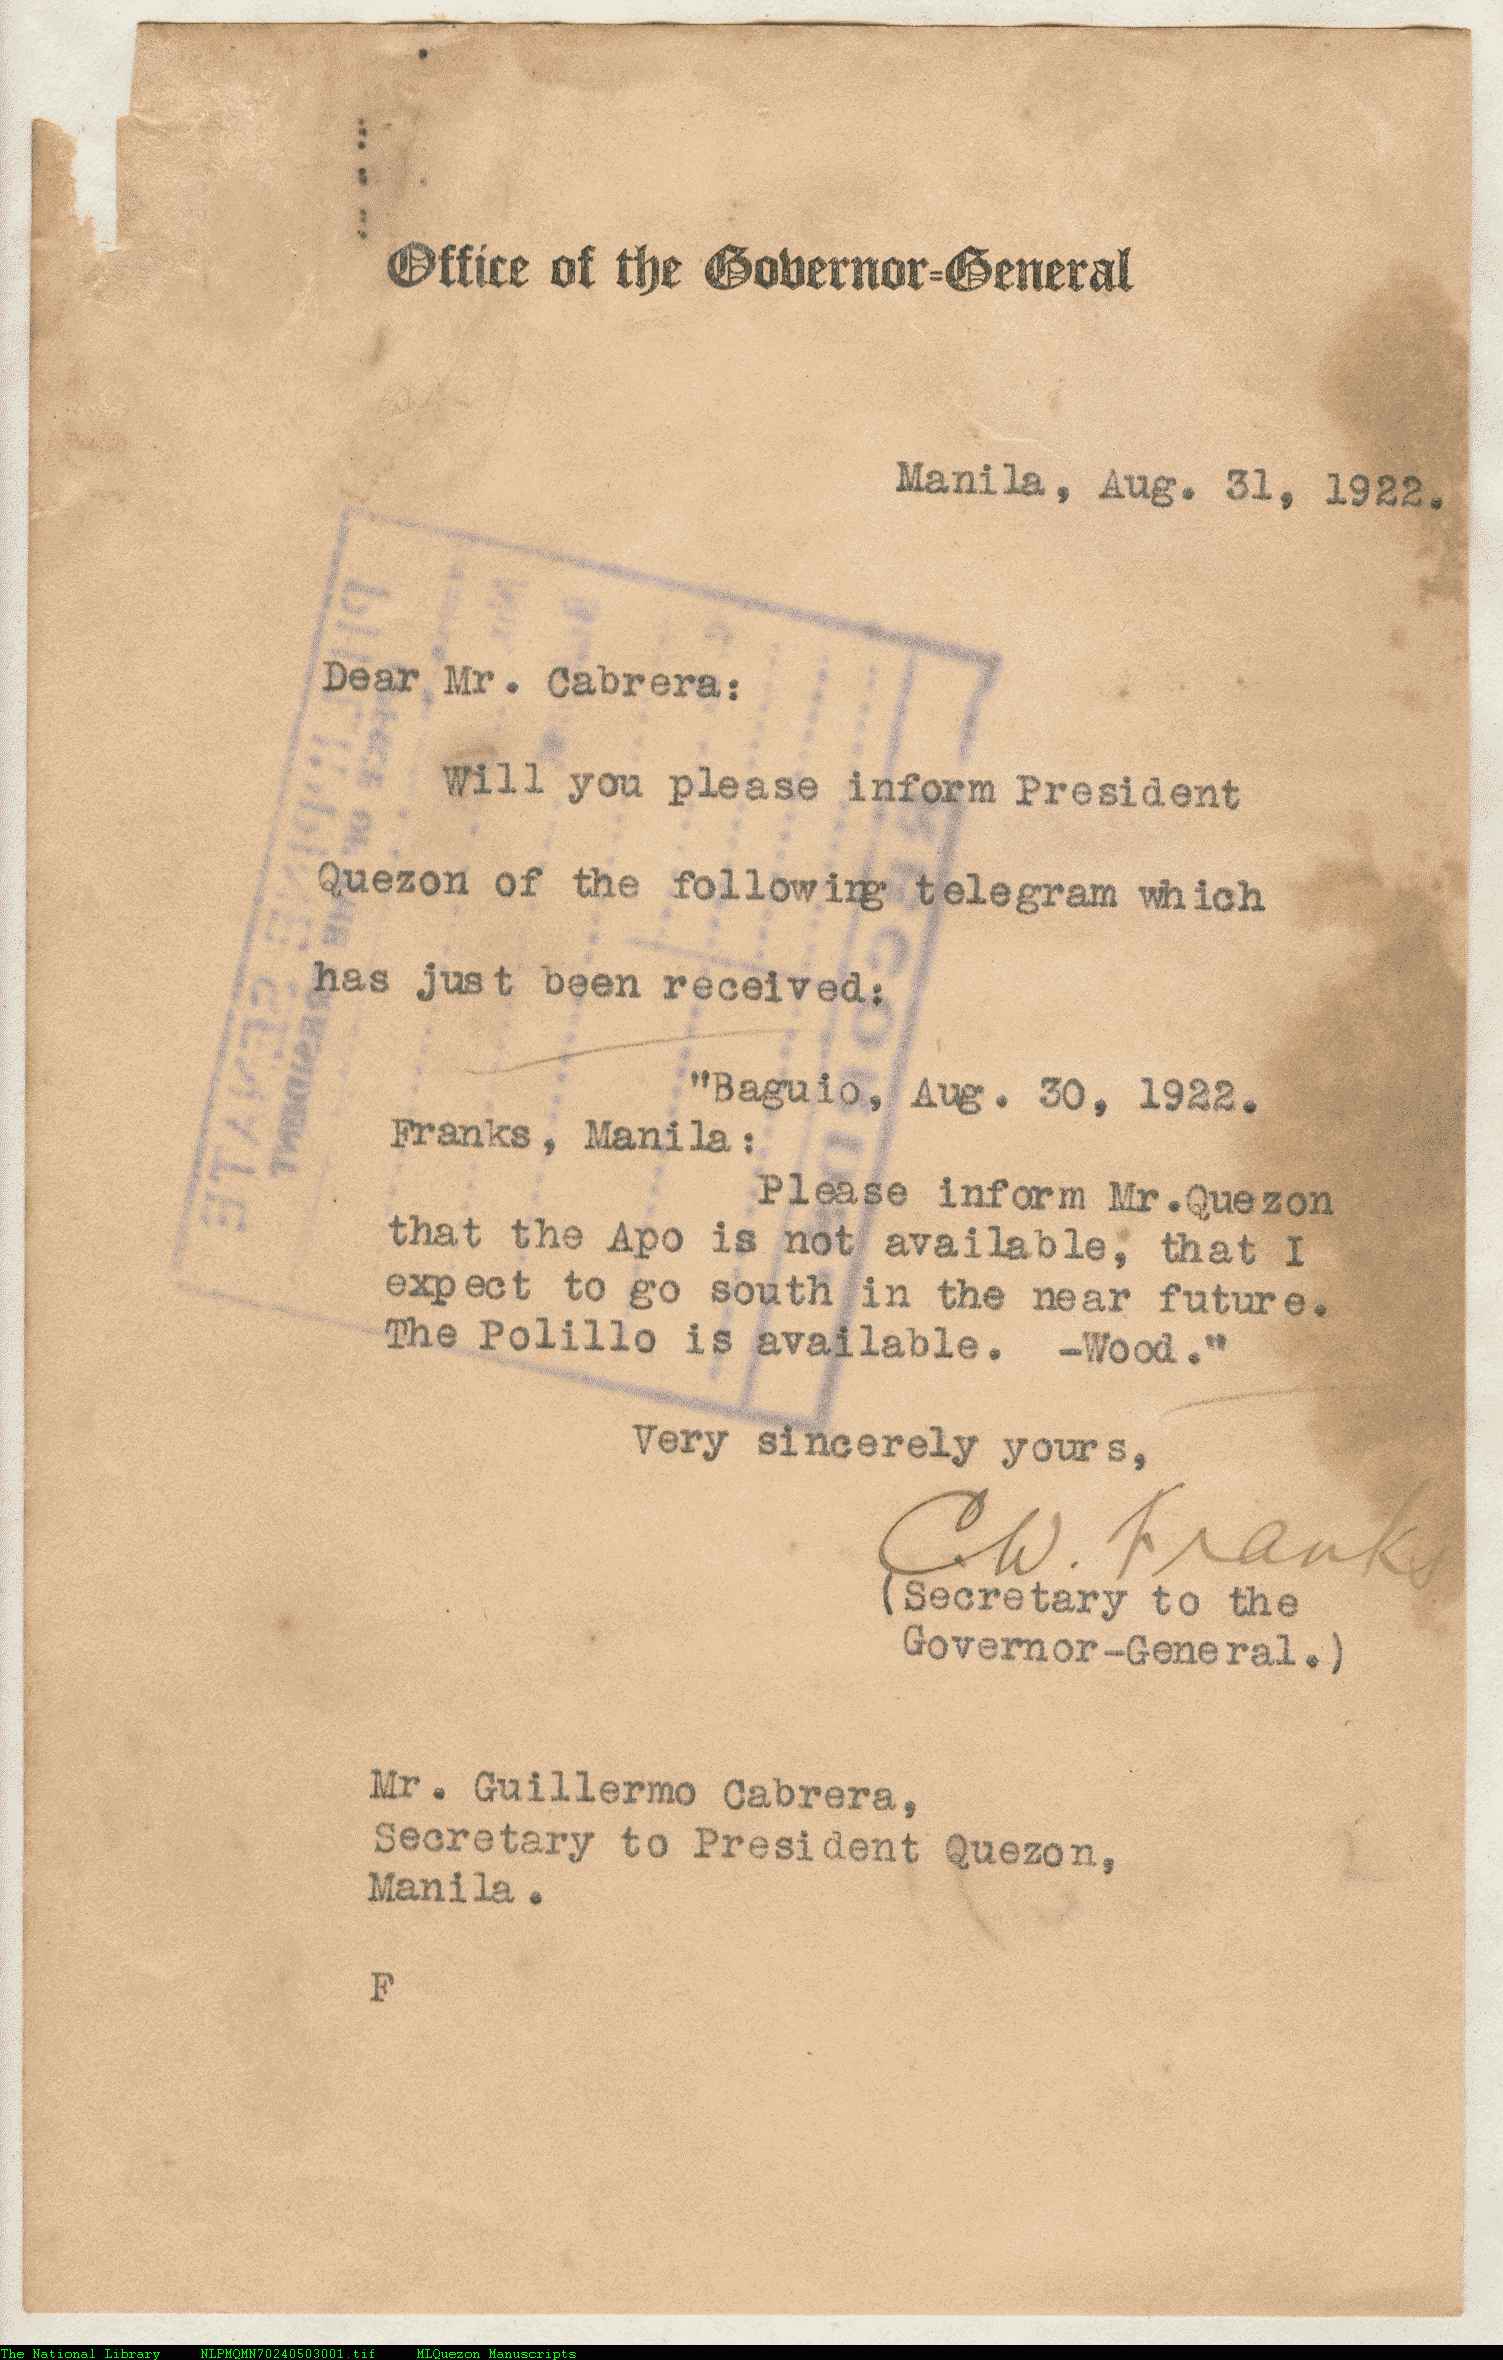 Office of the Governor-General
Manila, Aug. 31, 1922.
Dear Mr. Cabrera:
Will you please inform President
Quezon of the following telegram which
has just been received:
"Baguio, Aug. 30, 1922.
Franks, Manila:
Please inform Mr.Quezon
that the Apo is not available, that I
expect to go south in the near future.
The Polillo is available. -Wood."
Very sincerely yours,
C.W. Franks
(Secretary to the
Governor-General.)
Mr. Guillermo Cabrera,
Secretary to President Quezon,
Manila.
F
The National Library NLPMQMN70240503001.tif MLQuezon Manuscripts